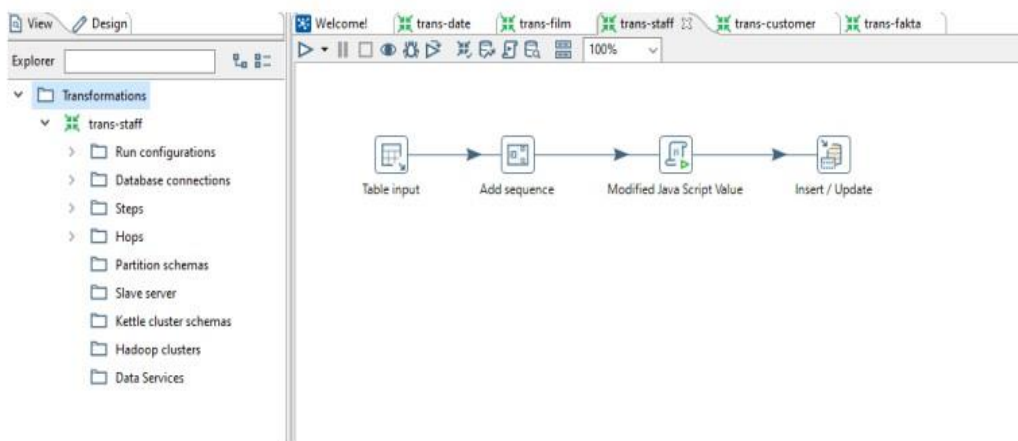 View Design
Welcome! trans-date trans-film trans-staff trans-customer trans-fakta
Explorer
100%
Transformations
trans-staff
Run configurations
Database connections
Steps
Hops
Partition schemas
Slave server
Kettle cluster schemas
Hadoop clusters
Data Services
Table input Add sequence Modified Java Script Value Insert / Update